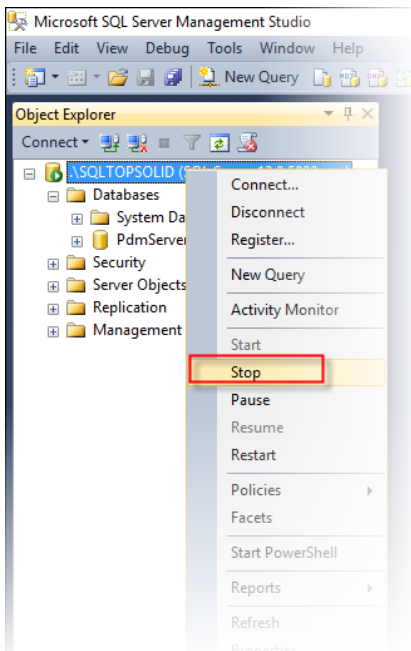 Microsoft SQL Server Management Studio
File Edit View Debug Tools Window Help
New Query
Object Explorer
Connect
.\SQLTOPSOLID (SQL
Databases
System Da
PdmServer
Security
Server Objects
Replication
Management
Connect...
Disconnect
Register...
New Query
Activity Monitor
Start
Stop
Pause
Resume
Restart
Policies
Facets
Start PowerShell
Reports
Refresh
Properties